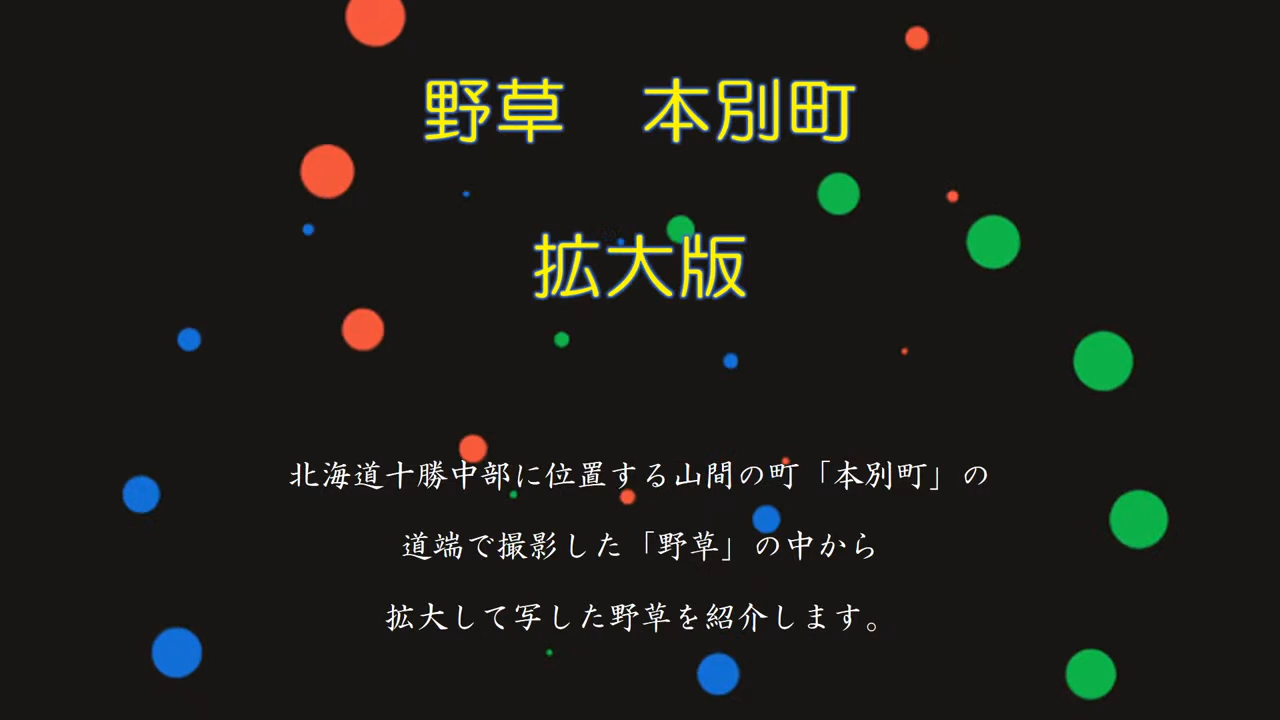 野草　本別町
拡大版
北海道十勝中部に位置する山間の町「本別町」の
道端で撮影した「野草」の中から
拡大して写した野草を紹介します。